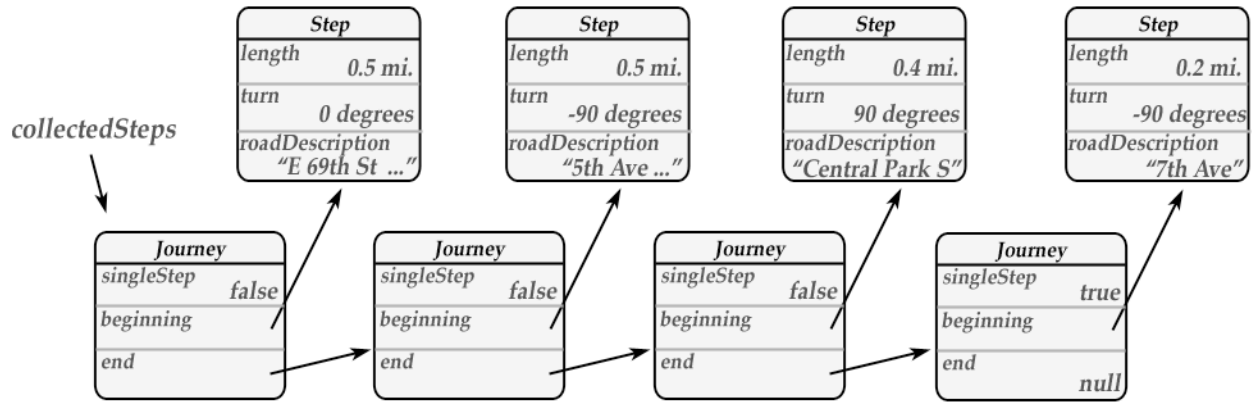 Step
length
0.5 mi.
turn
0 degrees
roadDescription
“E 69th St ...”
Step
length
0.5 mi.
turn
-90 degrees
roadDescription
“5th Ave ...”
Step
length
0.4 mi.
turn
90 degrees
roadDescription
“Central Park S”
Step
length
0.2 mi.
turn
-90 degrees
roadDescription
“7th Ave”
collectedSteps
Journey
singleStep
false
beginning
end
Journey
singleStep
false
beginning
end
Journey
singleStep
false
beginning
end
Journey
singleStep
true
beginning
end
null